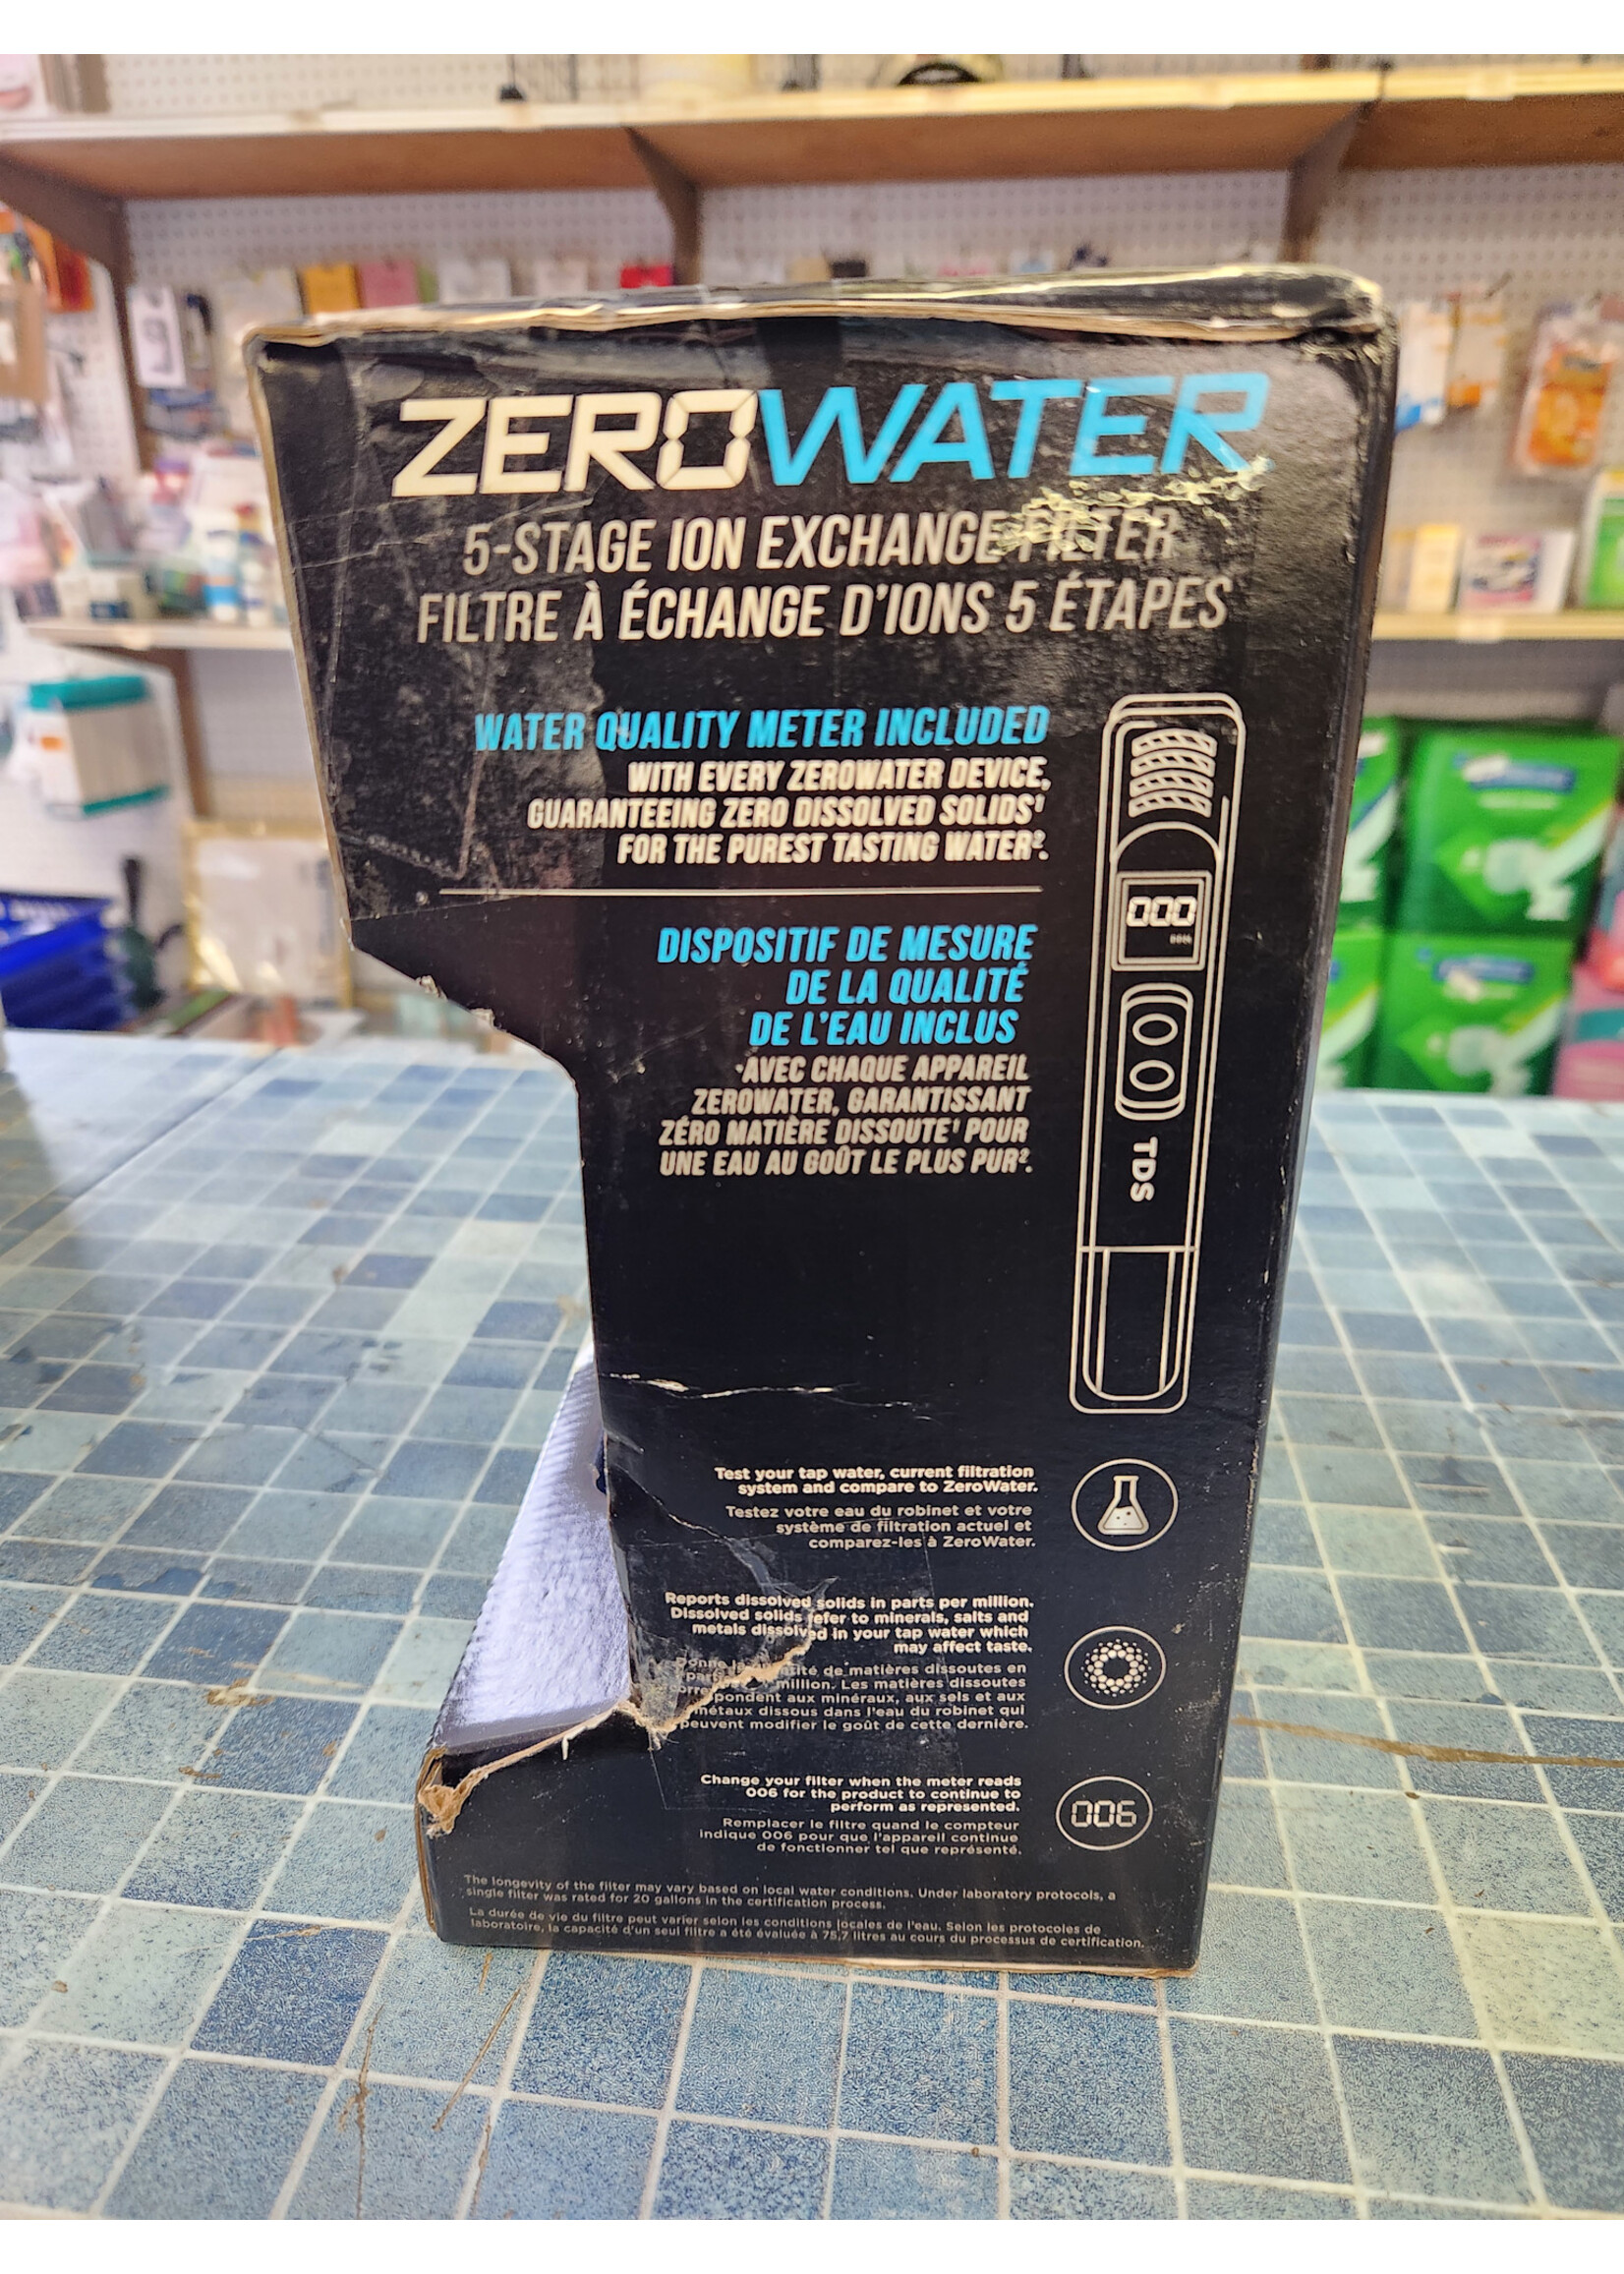 ZEROWATER
5-STAGE ION EXCHANGE FILTER
FILTRE À ÉCHANGE D'IONS 5 ÉTAPES
WATER QUALITY METER INCLUDED
WITH EVERY ZEROWATER DEVICE,
GUARANTEEING ZERO DISSOLVED SOLIDS¹
FOR THE PUREST TASTING WATER².
000
DISPOSITIF DE MESURE
DE LA QUALITÉ
DE L'EAU INCLUS
AVEC CHAQUE APPAREIL
ZEROWATER, GARANTISSANT
ZÉRO MATIÈRE DISSOUTE¹ POUR
UNE EAU AU GOÛT LE PLUS PUR².
TDS
Test your tap water, current filtration
system and compare to ZeroWater.
Testez votre eau du robinet et votre
système de filtration actuel et
comparez-les à ZeroWater.
Reports dissolved solids in parts per million.
Dissolved solids refer to minerals, salts and
metals dissolved in your tap water which
may affect taste.
Donne la quantité de matières dissoutes en
million. Les matières dissoutes
correspondent aux minéraux, aux sels et aux
métaux dissous dans l'eau du robinet qui
peuvent modifier le goût de cette dernière.
Change your filter when the meter reads
006 for the product to continue to
perform as represented.
006
Remplacer le filtre quand le compteur
indique 006 pour que l'appareil continue
de fonctionner tel que représenté.
The longevity of the filter may vary based on local water conditions. Under laboratory protocols, a
single filter was rated for 20 gallons in the certification process.
La durée de vie du filtre peut varier selon les conditions locales de l'eau. Selon les protocoles de
laboratoire, la capacité d'un seul filtre a été évaluée à 75,7 litres au cours du processus de certification.